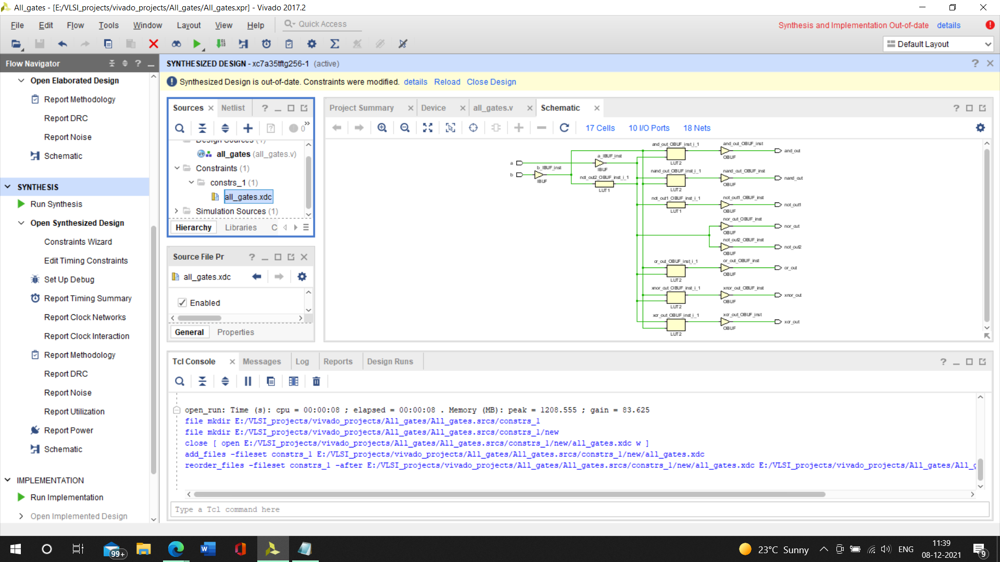 All_gates - [E:/VLSI_projects/vivado_projects/All_gates/All_gates.xpr] - Vivado 2017.2
File Edit Flow Tools Window Layout View Help Quick Access
Synthesis and Implementation Out-of-date details
Default Layout
Flow Navigator
Open Elaborated Design
Report Methodology
Report DRC
Report Noise
Schematic
SYNTHESIS
Run Synthesis
Open Synthesized Design
Constraints Wizard
Edit Timing Constraints
Set Up Debug
Report Timing Summary
Report Clock Networks
Report Clock Interaction
Report Methodology
Report DRC
Report Noise
Report Utilization
Report Power
Schematic
IMPLEMENTATION
Run Implementation
Open Implemented Design
SYNTHESIZED DESIGN - xc7a35tftg256-1 (active)
Synthesized Design is out-of-date. Constraints were modified. details Reload Close Design
Sources Netlist
0
Design Sources (1)
all_gates (all_gates.v)
Constraints (1)
constrs_1 (1)
all_gates.xdc
Simulation Sources (1)
Hierarchy Libraries C
Source File Pr
all_gates.xdc
Enabled
General Properties
Project Summary Device all_gates.v Schematic
17 Cells 10 I/O Ports 18 Nets
a
b
b_IBUF_inst
IBUF
a_IBUF_inst
IBUF
not_out2_OBUF_inst_i_1
LUT1
and_out_OBUF_inst_i_1
LUT2
and_out_OBUF_inst
OBUF
and_out
nand_out_OBUF_inst_i_1
LUT2
nand_out_OBUF_inst
OBUF
nand_out
not_out1_OBUF_inst_i_1
LUT1
not_out1_OBUF_inst
OBUF
not_out1
nor_out_OBUF_inst
OBUF
nor_out
not_out2_OBUF_inst
OBUF
not_out2
or_out_OBUF_inst_i_1
LUT2
or_out_OBUF_inst
OBUF
or_out
xnor_out_OBUF_inst_i_1
LUT2
xnor_out_OBUF_inst
OBUF
xnor_out
xor_out_OBUF_inst_i_1
LUT2
xor_out_OBUF_inst
OBUF
xor_out
Tcl Console Messages Log Reports Design Runs
open_run: Time (s): cpu = 00:00:08 ; elapsed = 00:00:08 . Memory (MB): peak = 1208.555 ; gain = 83.625
file mkdir E:/VLSI_projects/vivado_projects/All_gates/All_gates.srcs/constrs_1
file mkdir E:/VLSI_projects/vivado_projects/All_gates/All_gates.srcs/constrs_1/new
close [ open E:/VLSI_projects/vivado_projects/All_gates/All_gates.srcs/constrs_1/new/all_gates.xdc w ]
add_files -fileset constrs_1 E:/VLSI_projects/vivado_projects/All_gates/All_gates.srcs/constrs_1/new/all_gates.xdc
reorder_files -fileset constrs_1 -after E:/VLSI_projects/vivado_projects/All_gates/All_gates.srcs/constrs_1/new/all_gates.xdc E:/VLSI_projects/vivado_projects/All_gates/All_g
Type a Tcl command here
99+
23°C Sunny
ENG
11:39
08-12-2021
9